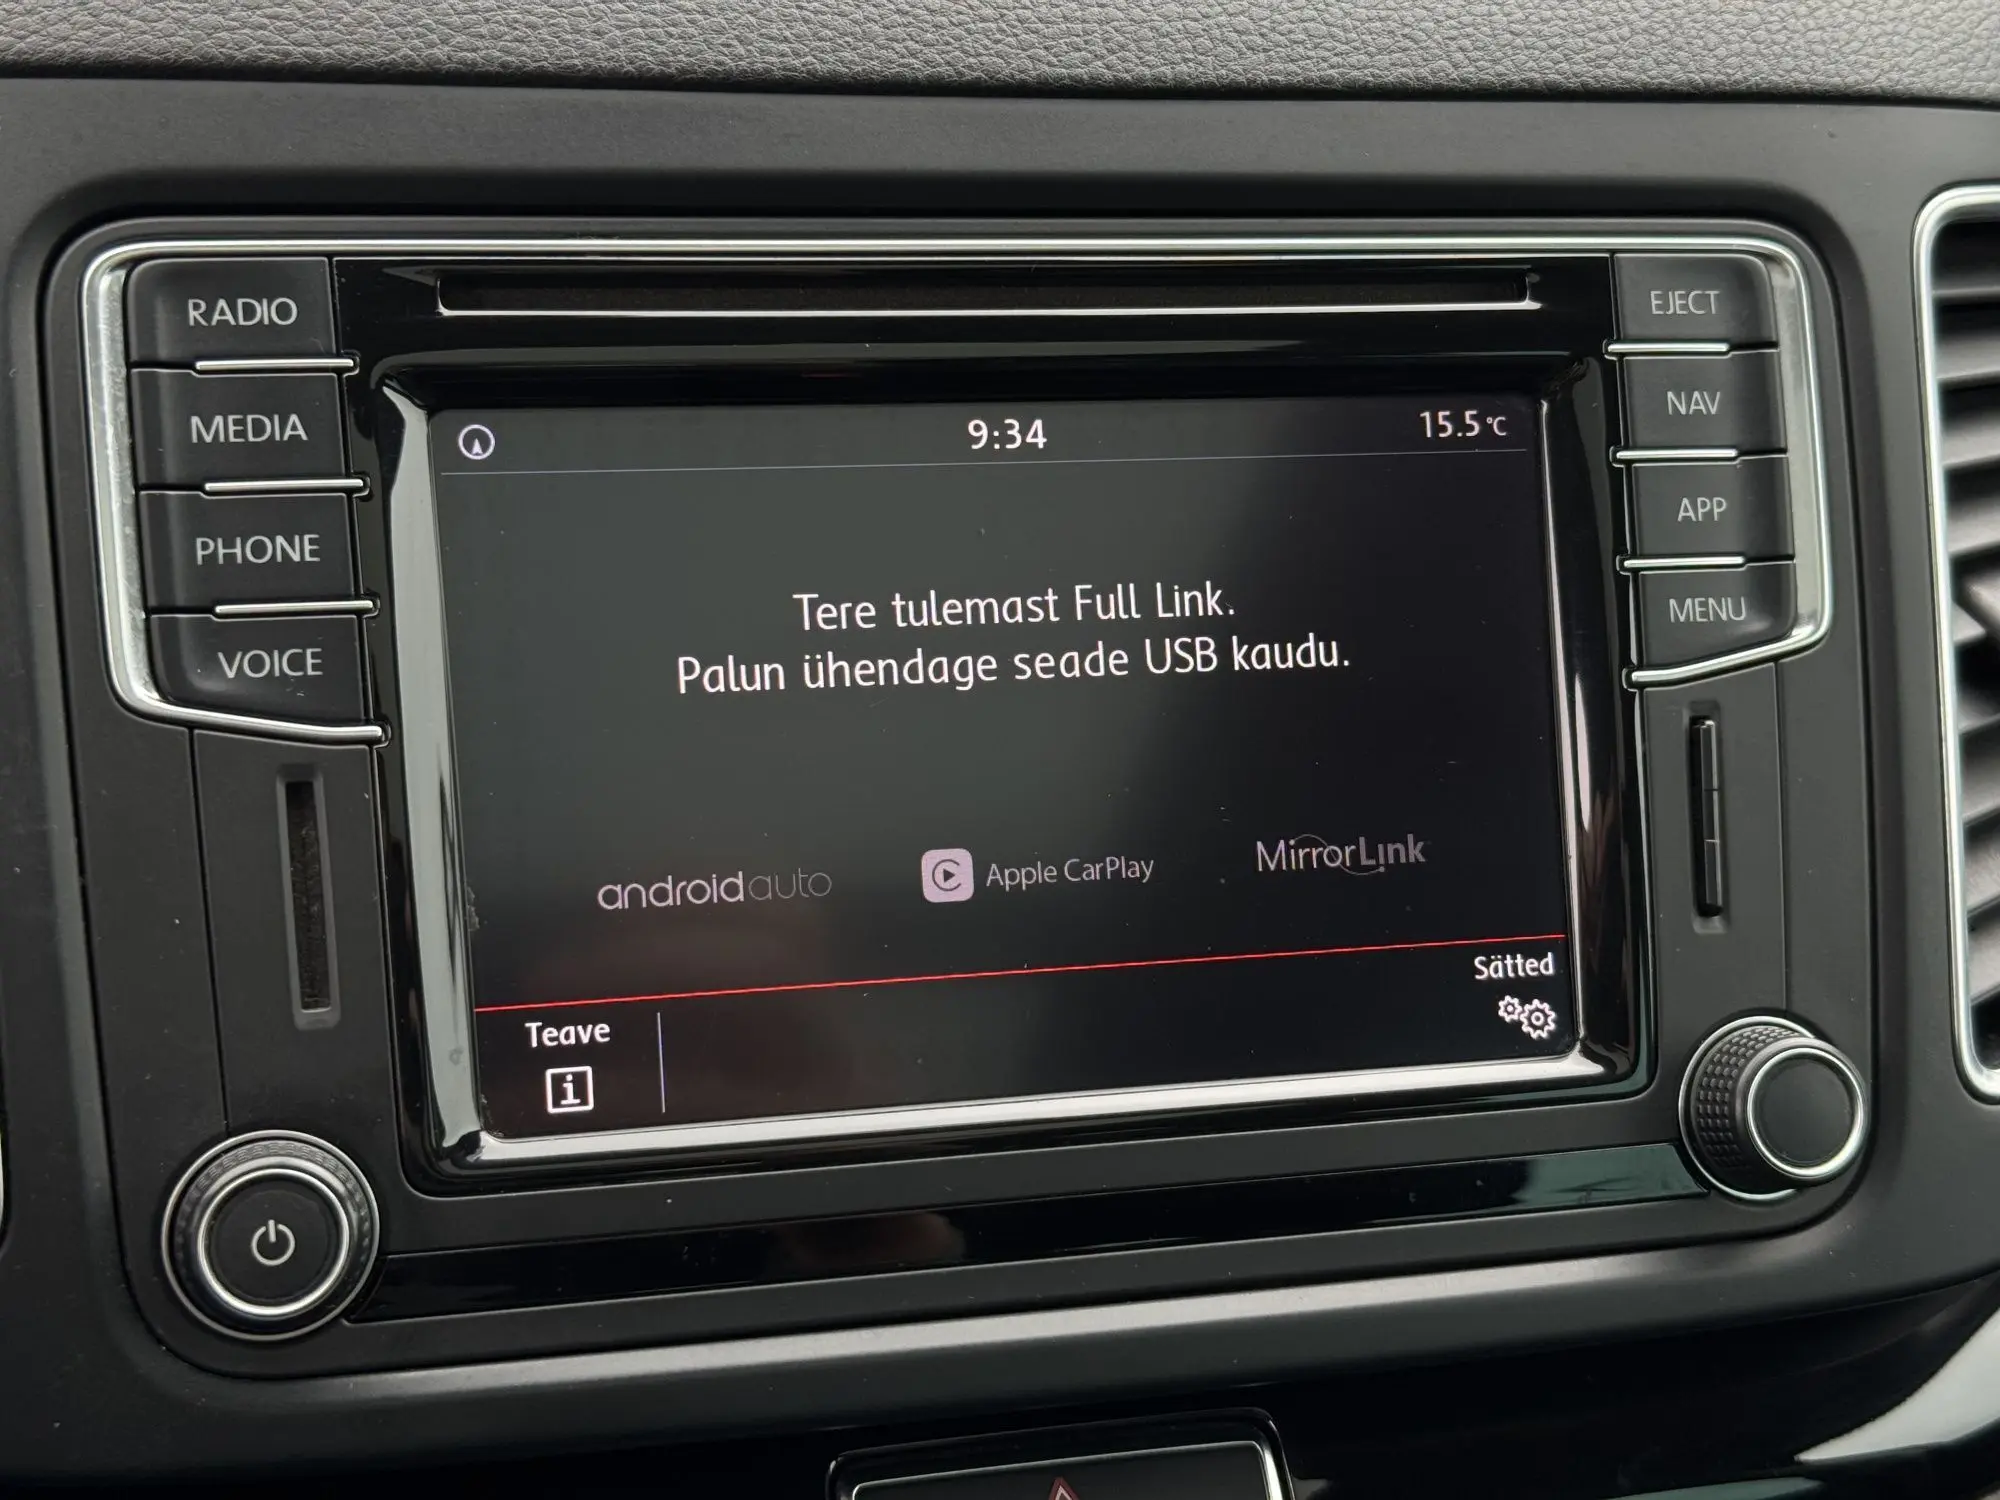 RADIO
MEDIA
PHONE
VOICE
EJECT
NAV
APP
MENU
9:34
15.5 °C
Tere tulemast Full Link.
Palun ühendage seade USB kaudu.
androidauto
Apple CarPlay
MirrorLink
Teave
i
Sätted